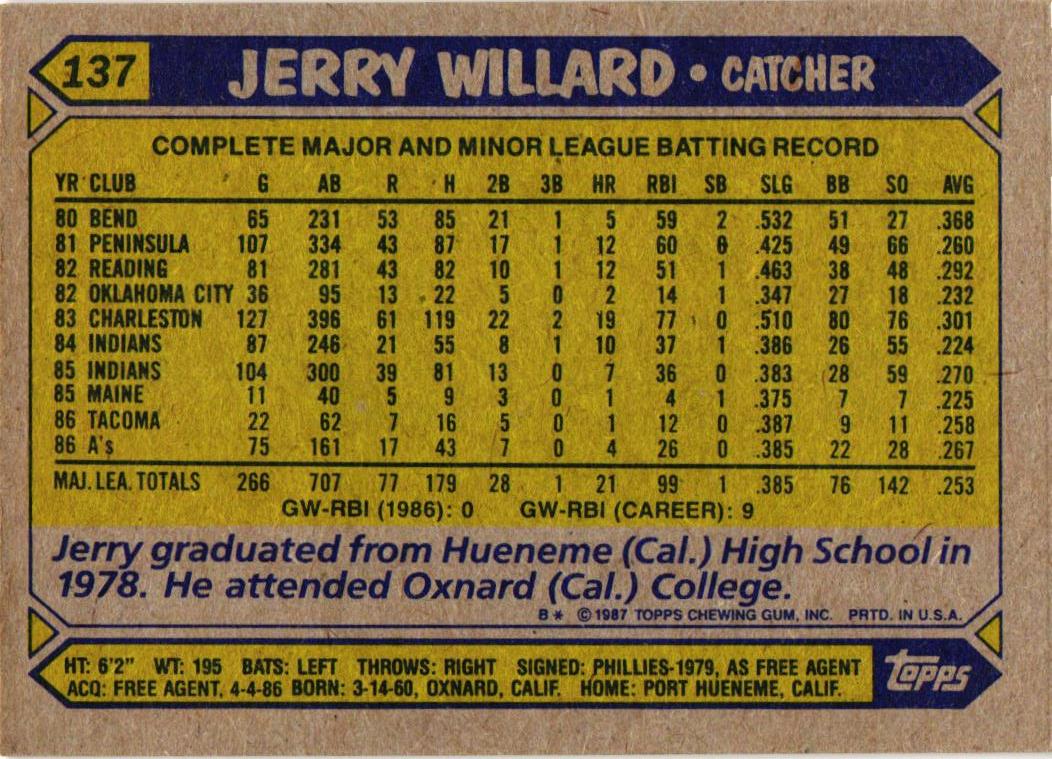 137 JERRY WILLARD • CATCHER
COMPLETE MAJOR AND MINOR LEAGUE BATTING RECORD
YR CLUB G AB R H 2B 3B HR RBI SB SLG BB SO AVG
80 BEND 65 231 53 85 21 1 5 59 2 .532 51 27 .368
81 PENINSULA 107 334 43 87 17 1 12 60 0 .425 49 66 .260
82 READING 81 281 43 82 10 1 12 51 1 .463 38 48 .292
82 OKLAHOMA CITY 36 95 13 22 5 0 2 14 1 .347 27 18 .232
83 CHARLESTON 127 396 61 119 22 2 19 77 0 .510 80 76 .301
84 INDIANS 87 246 21 55 8 1 10 37 1 .386 26 55 .224
85 INDIANS 104 300 39 81 13 0 7 36 0 .383 28 59 .270
85 MAINE 11 40 5 9 3 0 1 4 1 .375 7 7 .225
86 TACOMA 22 62 7 16 5 0 1 12 0 .387 9 11 .258
86 A's 75 161 17 43 7 0 4 26 0 .385 22 28 .267
MAJ. LEA. TOTALS 266 707 77 179 28 1 21 99 1 .385 76 142 .253
GW-RBI (1986): 0 GW-RBI (CAREER): 9
Jerry graduated from Hueneme (Cal.) High School in
1978. He attended Oxnard (Cal.) College.
B* © 1987 TOPPS CHEWING GUM, INC. PRTD. IN U.S.A.
HT: 6'2" WT: 195 BATS: LEFT THROWS: RIGHT SIGNED: PHILLIES-1979, AS FREE AGENT
ACQ: FREE AGENT, 4-4-86 BORN: 3-14-60, OXNARD, CALIF. HOME: PORT HUENEME, CALIF.
Topps